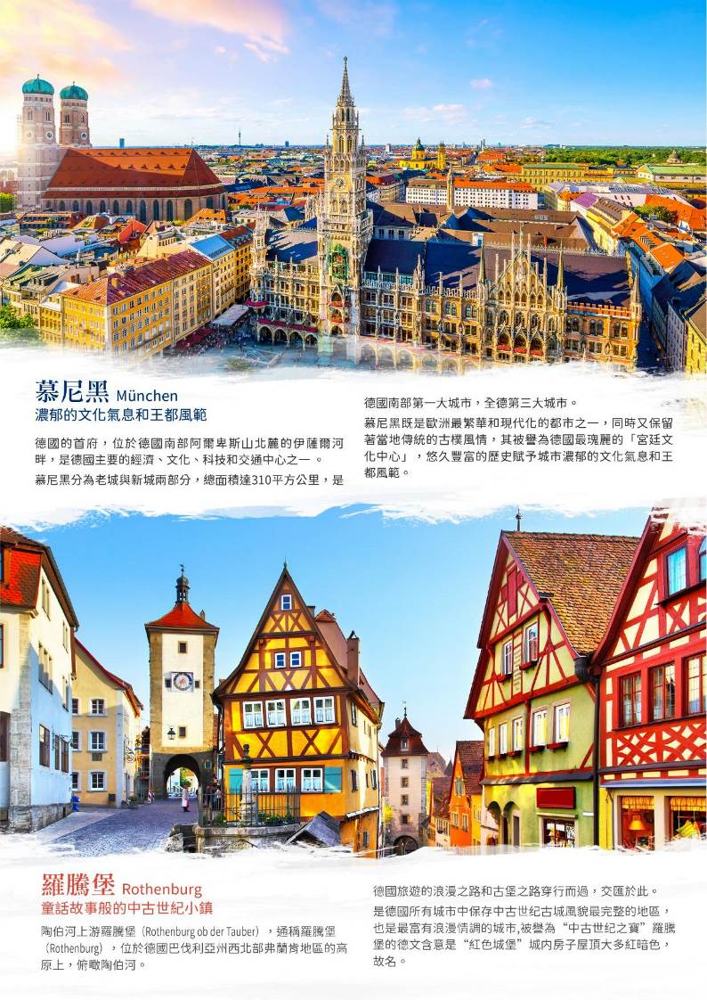 慕尼黑 München
濃郁的文化氣息和王都風範
德國的首府，位於德國南部阿爾卑斯山北麓的伊薩爾河
畔，是德國主要的經濟、文化、科技和交通中心之一 。
慕尼黑分為老城與新城兩部分，總面積達310平方公里，是
德國南部第一大城市，全德第三大城市。
慕尼黑既是歐洲最繁華和現代化的都市之一，同時又保留
著當地傳統的古樸風情，其被譽為德國最瑰麗的「宮廷文
化中心」，悠久豐富的歷史賦予城市濃郁的文化氣息和王
都風範。
羅騰堡 Rothenburg
童話故事般的中古世紀小鎮
陶伯河上游羅騰堡（Rothenburg ob der Tauber），通稱羅騰堡
（Rothenburg），位於德國巴伐利亞州西北部弗蘭肯地區的高
原上，俯瞰陶伯河。
德國旅遊的浪漫之路和古堡之路穿行而過，交匯於此。
是德國所有城市中保存中古世紀古城風貌最完整的地區，
也是最富有浪漫情調的城市,被譽為“中古世紀之寶”羅騰
堡的德文含意是“紅色城堡”城內房子屋頂大多紅暗色，
故名。